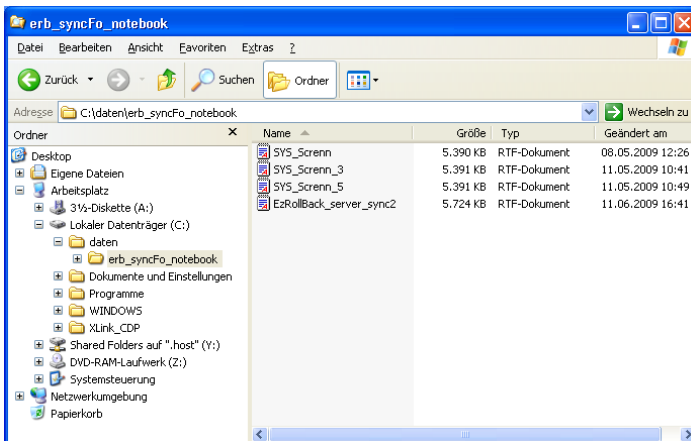 erb_syncFo_notebook
Datei Bearbeiten Ansicht Favoriten Extras ?
Zurück Suchen Ordner
Adresse C:\daten\erb_syncFo_notebook Wechseln zu
Ordner x Name Größe Typ Geändert am
Desktop
Eigene Dateien
Arbeitsplatz
3½-Diskette (A:)
Lokaler Datenträger (C:)
daten
erb_syncFo_notebook
Dokumente und Einstellungen
Programme
WINDOWS
XLink_CDP
Shared Folders auf ".host" (Y:)
DVD-RAM-Laufwerk (Z:)
Systemsteuerung
Netzwerkumgebung
Papierkorb
SYS_Screnn 5.390 KB RTF-Dokument 08.05.2009 12:26
SYS_Screnn_3 5.391 KB RTF-Dokument 11.05.2009 10:41
SYS_Screnn_5 5.391 KB RTF-Dokument 11.05.2009 10:49
EzRollBack_server_sync2 5.724 KB RTF-Dokument 11.06.2009 16:41